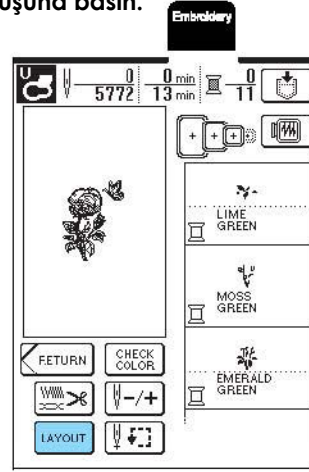 uşuna basın.
Embroidery
U
0 0 min 0
5772 13 min 11
LIME
GREEN
MOSS
GREEN
EMERALD
GREEN
RETURN
CHECK
COLOR
-/+
LAYOUT